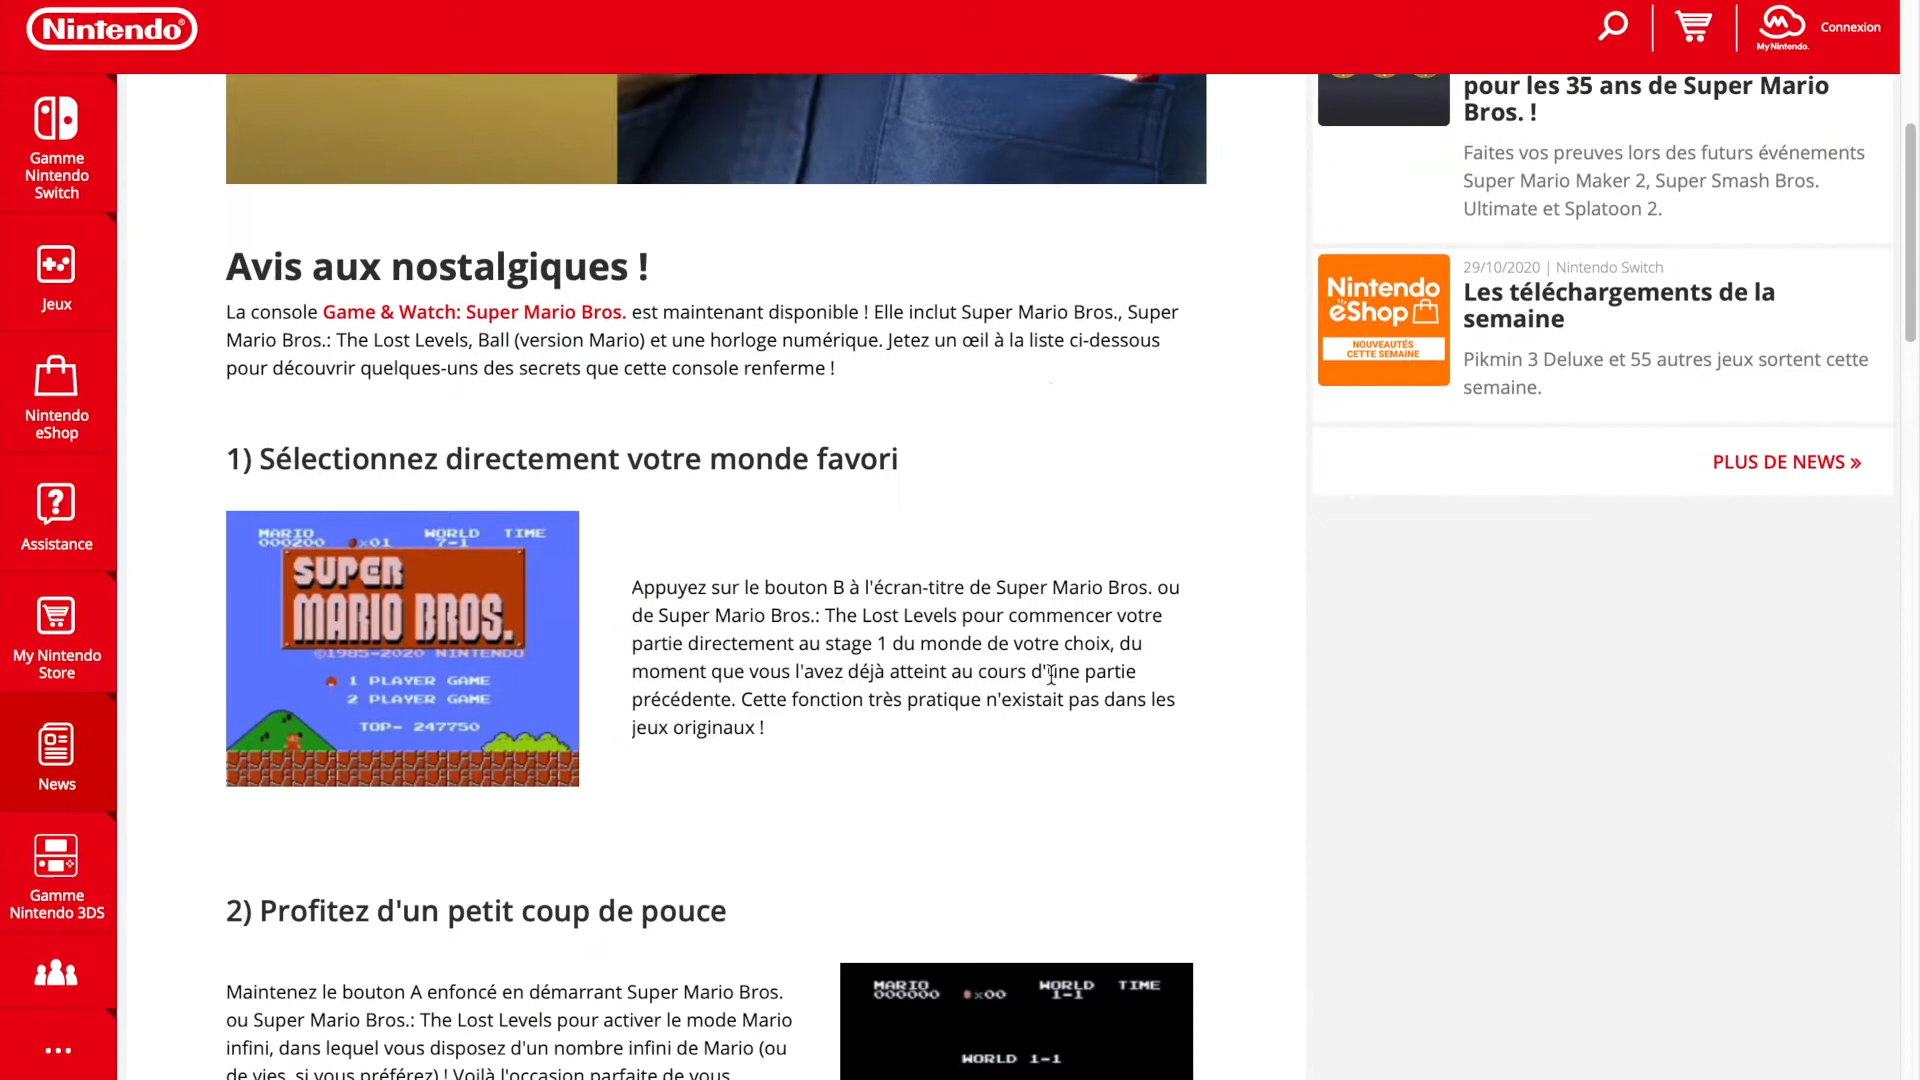 Nintendo®
My Nintendo.
Connexion
Gamme
Nintendo
Switch
Jeux
Nintendo
eShop
Assistance
My Nintendo
Store
News
Gamme
Nintendo 3DS
...
Avis aux nostalgiques !
La console Game & Watch: Super Mario Bros. est maintenant disponible ! Elle inclut Super Mario Bros., Super
Mario Bros.: The Lost Levels, Ball (version Mario) et une horloge numérique. Jetez un œil à la liste ci-dessous
pour découvrir quelques-uns des secrets que cette console renferme !
1) Sélectionnez directement votre monde favori
MARIO WORLD TIME
000200 x01 7-1
SUPER
MARIO BROS.
©1985-2020 NINTENDO
1 PLAYER GAME
2 PLAYER GAME
TOP- 247750
Appuyez sur le bouton B à l'écran-titre de Super Mario Bros. ou
de Super Mario Bros.: The Lost Levels pour commencer votre
partie directement au stage 1 du monde de votre choix, du
moment que vous l'avez déjà atteint au cours d'une partie
précédente. Cette fonction très pratique n'existait pas dans les
jeux originaux !
2) Profitez d'un petit coup de pouce
Maintenez le bouton A enfoncé en démarrant Super Mario Bros.
ou Super Mario Bros.: The Lost Levels pour activer le mode Mario
infini, dans lequel vous disposez d'un nombre infini de Mario (ou
de vies, si vous préférez) ! Voilà l'occasion parfaite de vous
MARIO WORLD TIME
000000 x00 1-1
WORLD 1-1
pour les 35 ans de Super Mario
Bros. !
Faites vos preuves lors des futurs événements
Super Mario Maker 2, Super Smash Bros.
Ultimate et Splatoon 2.
Nintendo
eShop
NOUVEAUTÉS
CETTE SEMAINE
29/10/2020 | Nintendo Switch
Les téléchargements de la
semaine
Pikmin 3 Deluxe et 55 autres jeux sortent cette
semaine.
PLUS DE NEWS »